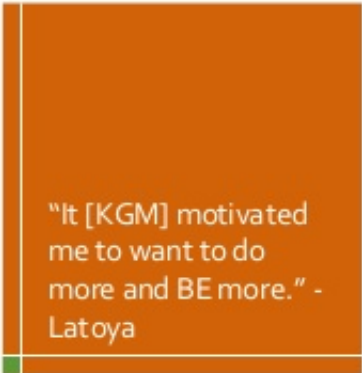 “It [KGM] motivated
me to want to do
more and BE more.” -
Latoya